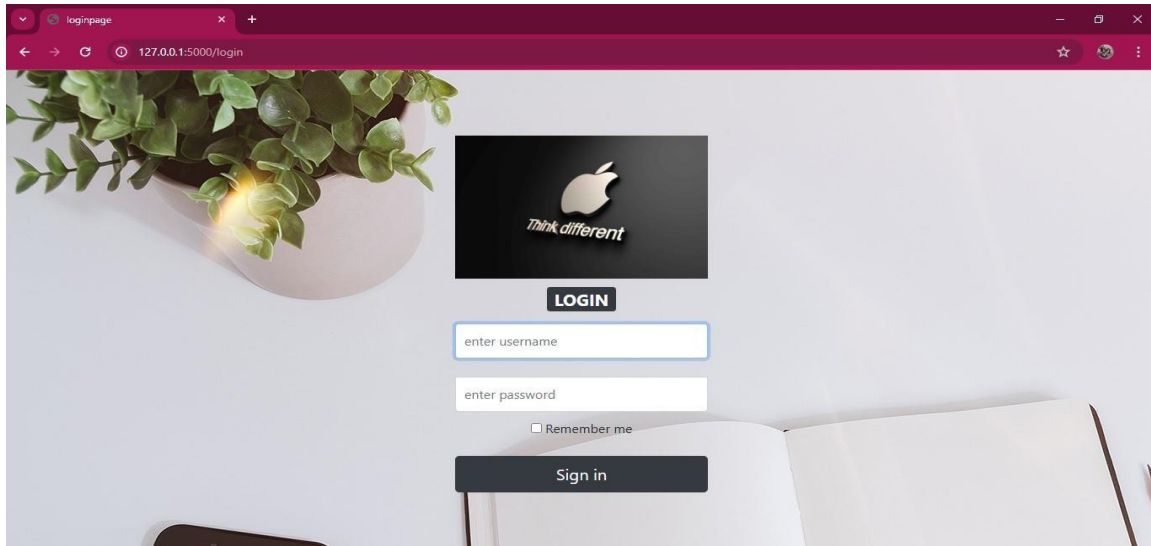 loginpage
127.0.0.1:5000/login
Think different
LOGIN
enter username
enter password
Remember me
Sign in